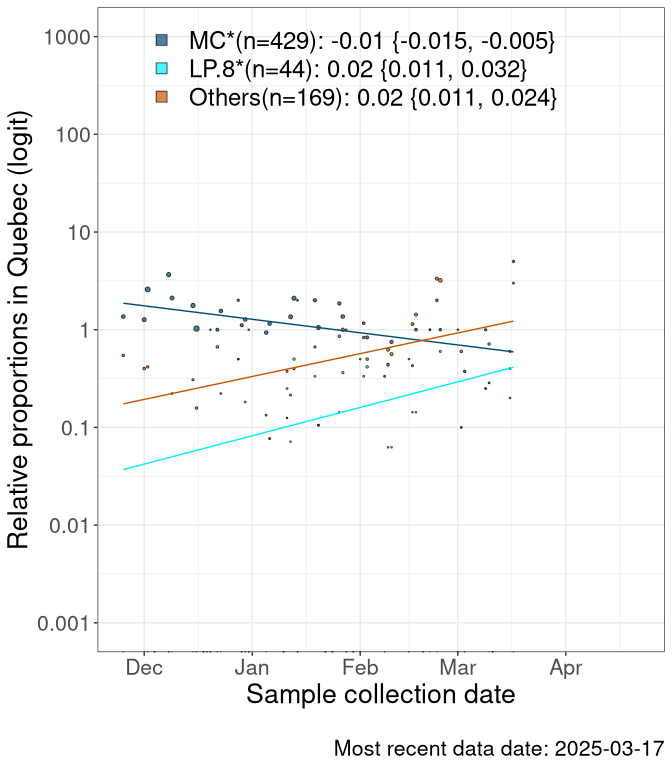 MC*(n=429): -0.01 {-0.015, -0.005}
LP.8*(n=44): 0.02 {0.011, 0.032}
Others(n=169): 0.02 {0.011, 0.024}
Relative proportions in Quebec (logit)
1000
100
10
1
0.1
0.01
0.001
Dec Jan Feb Mar Apr
Sample collection date
Most recent data date: 2025-03-17